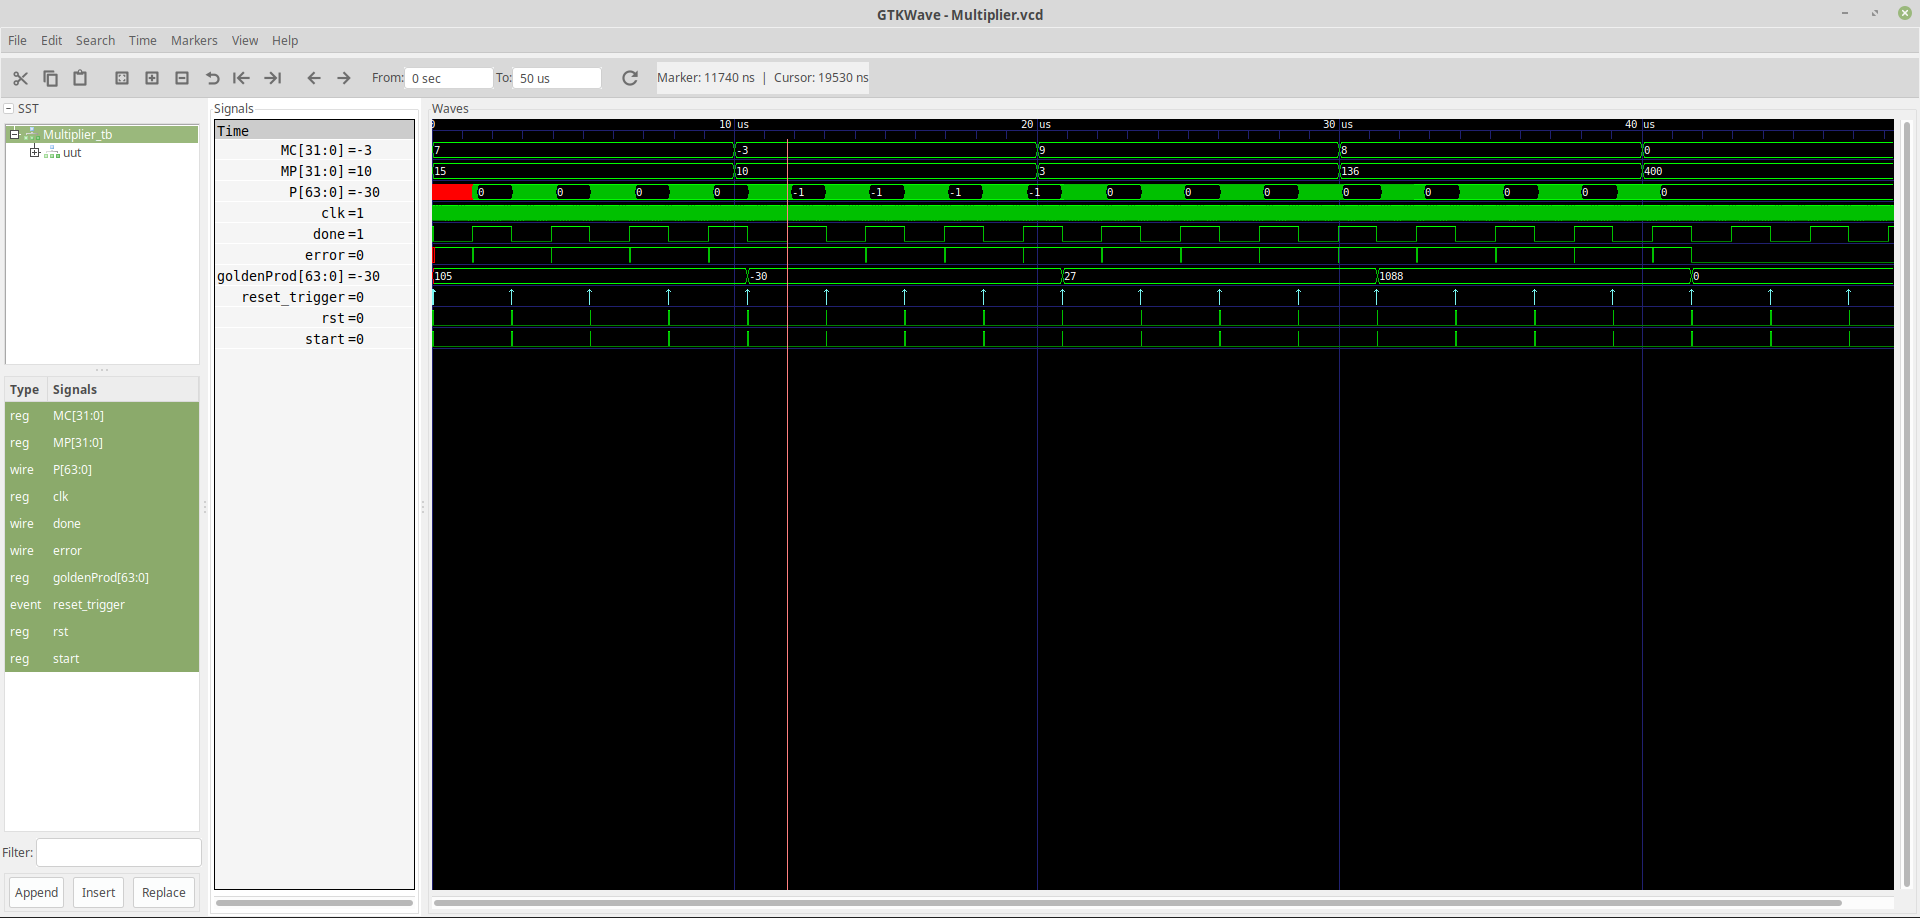 GTKWave - Multiplier.vcd
File Edit Search Time Markers View Help
From: 0 sec To: 50 us Marker: 11740 ns | Cursor: 19530 ns
SST
Multiplier_tb
uut
Type Signals
reg MC[31:0]
reg MP[31:0]
wire P[63:0]
reg clk
wire done
wire error
reg goldenProd[63:0]
event reset_trigger
reg rst
reg start
Filter:
Append Insert Replace
Signals
Time
MC[31:0] =-3
MP[31:0] =10
P[63:0] =-30
clk =1
done =1
error =0
goldenProd[63:0] =-30
reset_trigger =0
rst =0
start =0
Waves
0 10 us 20 us 30 us 40 us
7 -3 9 8 0
15 10 3 136 400
0 0 0 0 -1 -1 -1 -1 0 0 0 0 0 0 0 0
105 -30 27 1088 0